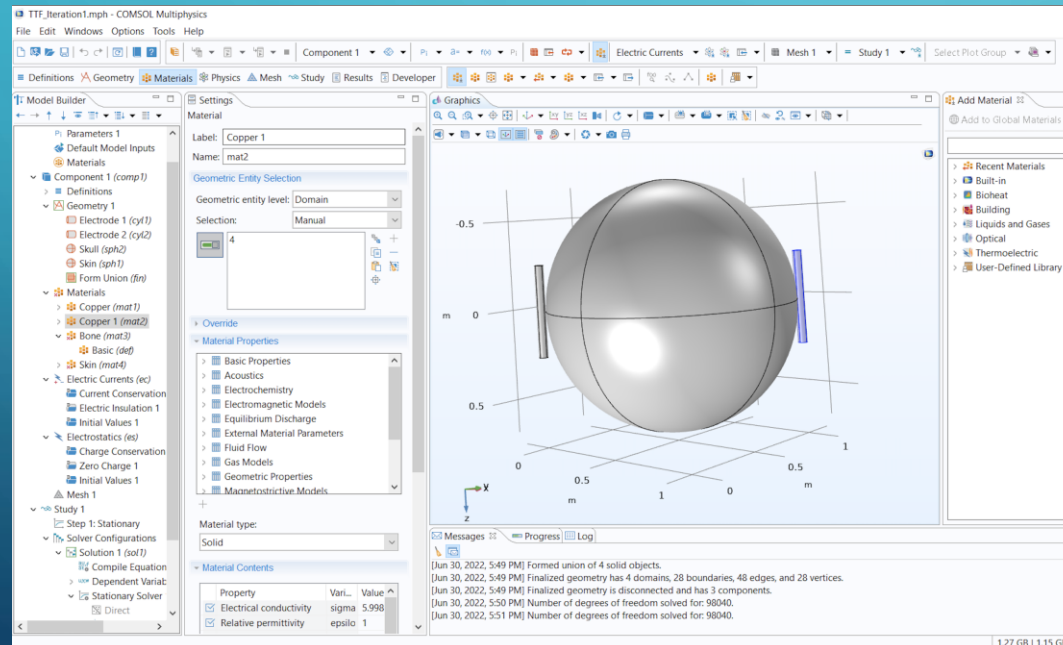 TTF_Iteration1.mph - COMSOL Multiphysics
File Edit Windows Options Tools Help
Component 1 Pi a= f(x) Pi Electric Currents Mesh 1 = Study 1 Select Plot Group
Definitions Geometry Materials Physics Mesh Study Results Developer
Model Builder
Pi Parameters 1
Default Model Inputs
Materials
Component 1 (comp1)
Definitions
Geometry 1
Electrode 1 (cyl1)
Electrode 2 (cyl2)
Skull (sph2)
Skin (sph1)
Form Union (fin)
Materials
Copper (mat1)
Copper 1 (mat2)
Bone (mat3)
Basic (def)
Skin (mat4)
Electric Currents (ec)
Current Conservation
Electric Insulation 1
Initial Values 1
Electrostatics (es)
Charge Conservation
Zero Charge 1
Initial Values 1
Mesh 1
Study 1
Step 1: Stationary
Solver Configurations
Solution 1 (sol1)
Compile Equation
Dependent Variab
Stationary Solver
Direct
Settings
Material
Label: Copper 1
Name: mat2
Geometric Entity Selection
Geometric entity level: Domain
Selection: Manual
4
Override
Material Properties
Basic Properties
Acoustics
Electrochemistry
Electromagnetic Models
Equilibrium Discharge
External Material Parameters
Fluid Flow
Gas Models
Geometric Properties
Magnetostrictive Models
Material type:
Solid
Material Contents
Property Vari... Value
Electrical conductivity sigma 5.998
Relative permittivity epsilo 1
Graphics
-0.5
m 0
0.5
0
0.5
m
1
0
m
0.5
1
y
z
Messages Progress Log
[Jun 30, 2022, 5:49 PM] Formed union of 4 solid objects.
[Jun 30, 2022, 5:49 PM] Finalized geometry has 4 domains, 28 boundaries, 48 edges, and 28 vertices.
[Jun 30, 2022, 5:49 PM] Finalized geometry is disconnected and has 3 components.
[Jun 30, 2022, 5:50 PM] Number of degrees of freedom solved for: 98040.
[Jun 30, 2022, 5:51 PM] Number of degrees of freedom solved for: 98040.
Add Material
Add to Global Materials
Recent Materials
Built-in
Bioheat
Building
Liquids and Gases
Optical
Thermoelectric
User-Defined Library
1.27 GB | 1.15 G